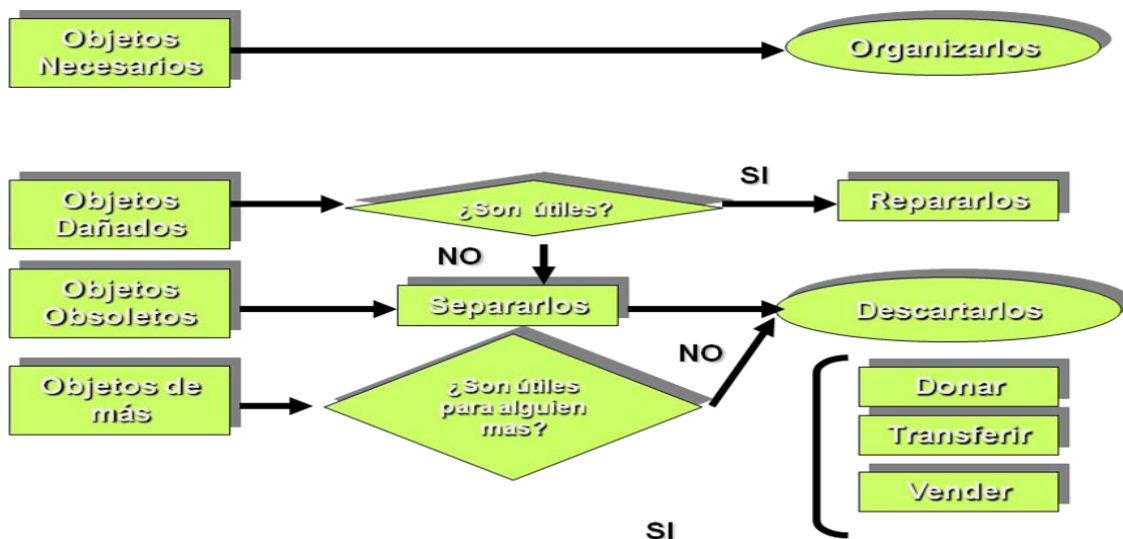 Objetos
Necesarios
Organizarlos
Objetos
Dañados
¿Son útiles?
SI
Repararlos
NO
Objetos
Obsoletos
Separarlos
Descartarlos
Objetos de
más
¿Son útiles
para alguien
mas?
NO
Donar
Transferir
Vender
SI